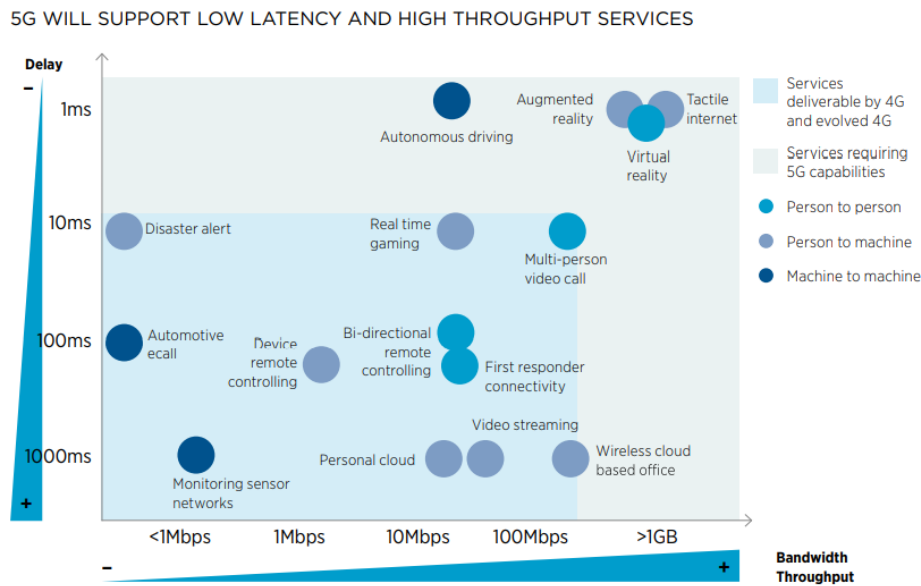 5G WILL SUPPORT LOW LATENCY AND HIGH THROUGHPUT SERVICES
Delay
–
1ms
10ms
100ms
1000ms
+
Autonomous driving
Augmented
reality
Tactile
internet
Virtual
reality
Disaster alert
Real time
gaming
Multi-person
video call
Automotive
ecall
Device
remote
controlling
Bi-directional
remote
controlling
First responder
connectivity
Monitoring sensor
networks
Personal cloud
Video streaming
Wireless cloud
based office
Services
deliverable by 4G
and evolved 4G
Services requiring
5G capabilities
Person to person
Person to machine
Machine to machine
<1Mbps
1Mbps
10Mbps
100Mbps
>1GB
–
+
Bandwidth
Throughput